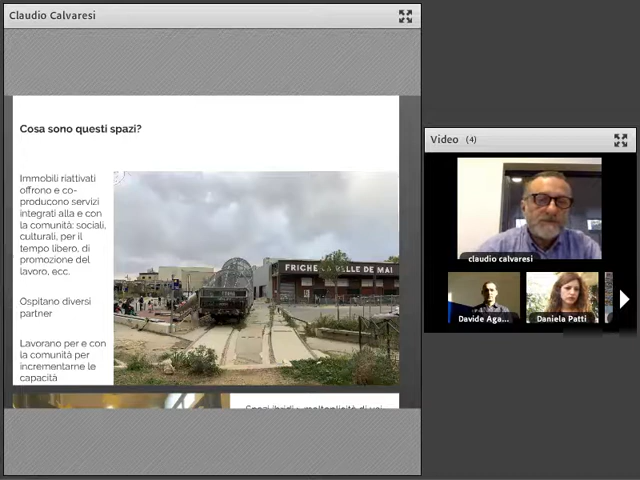 Claudio Calvaresi
Cosa sono questi spazi?
Immobili riattivati
offrono e co-
producono servizi
integrati alla e con
la comunità: sociali,
culturali, per il
tempo libero, di
promozione del
lavoro, ecc.
Ospitano diversi
partner
Lavorano per e con
la comunità per
incrementarne le
capacità
FRICHE LA BELLE DE MAI
Video (4)
claudio calvaresi
Davide Aga...
Daniela Patti